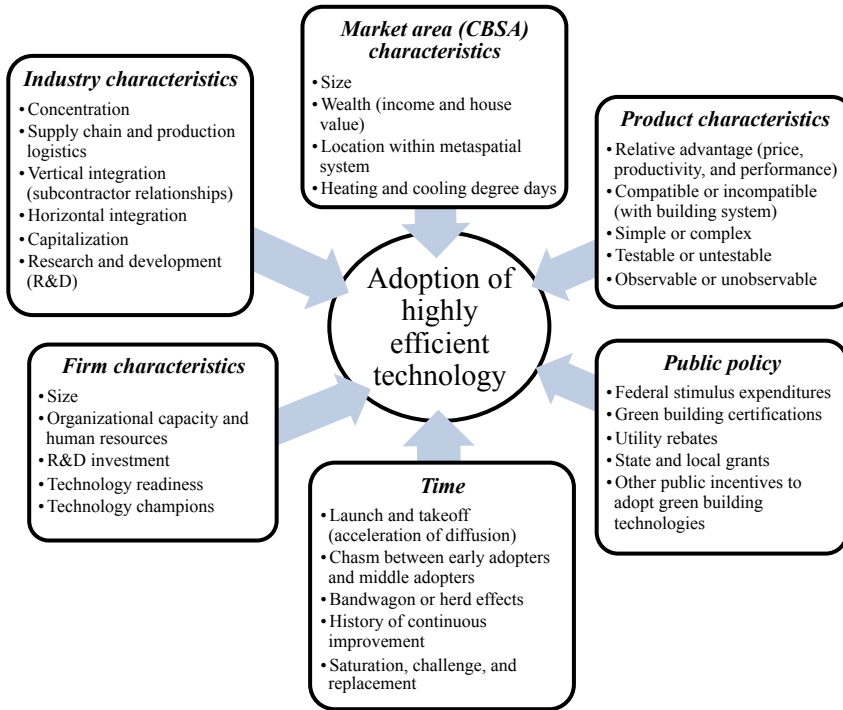 Market area (CBSA)
characteristics
• Size
• Wealth (income and house
value)
• Location within metaspatial
system
• Heating and cooling degree days
Industry characteristics
• Concentration
• Supply chain and production
logistics
• Vertical integration
(subcontractor relationships)
• Horizontal integration
• Capitalization
• Research and development
(R&D)
Product characteristics
• Relative advantage (price,
productivity, and performance)
• Compatible or incompatible
(with building system)
• Simple or complex
• Testable or untestable
• Observable or unobservable
Adoption of
highly
efficient
technology
Firm characteristics
• Size
• Organizational capacity and
human resources
• R&D investment
• Technology readiness
• Technology champions
Public policy
• Federal stimulus expenditures
• Green building certifications
• Utility rebates
• State and local grants
• Other public incentives to
adopt green building
technologies
Time
• Launch and takeoff
(acceleration of diffusion)
• Chasm between early adopters
and middle adopters
• Bandwagon or herd effects
• History of continuous
improvement
• Saturation, challenge, and
replacement